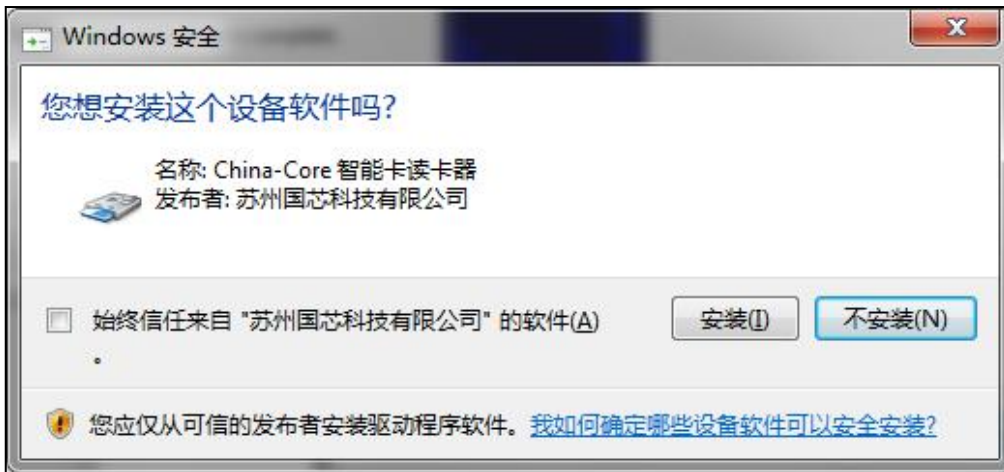 Windows 安全
您想安装这个设备软件吗?
名称: China-Core 智能卡读卡器
发布者: 苏州国芯科技有限公司
始终信任来自 "苏州国芯科技有限公司" 的软件(A)
。
安装(I)
不安装(N)
您应仅从可信的发布者安装驱动程序软件。我如何确定哪些设备软件可以安全安装?